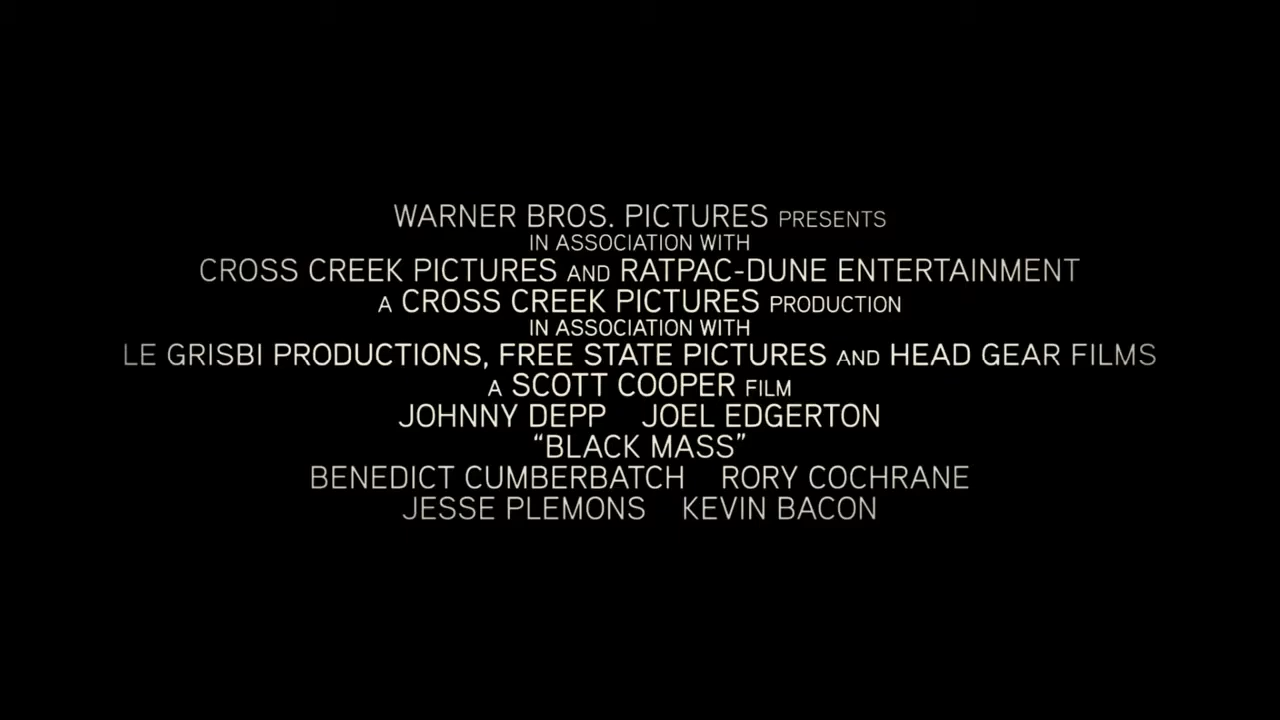 WARNER BROS. PICTURES PRESENTS
IN ASSOCIATION WITH
CROSS CREEK PICTURES AND RATPAC-DUNE ENTERTAINMENT
A CROSS CREEK PICTURES PRODUCTION
IN ASSOCIATION WITH
LE GRISBI PRODUCTIONS, FREE STATE PICTURES AND HEAD GEAR FILMS
A SCOTT COOPER FILM
JOHNNY DEPP JOEL EDGERTON
“BLACK MASS”
BENEDICT CUMBERBATCH RORY COCHRANE
JESSE PLEMONS KEVIN BACON